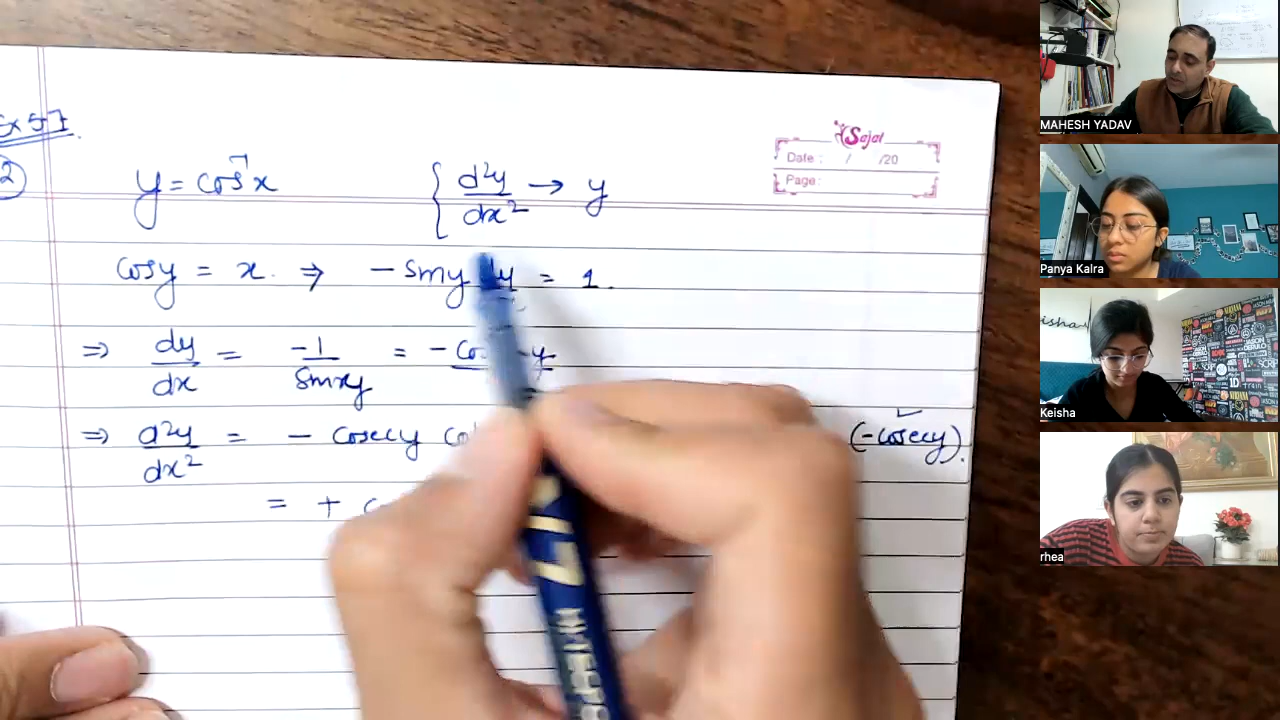 Ex 5.7.
2
y = cos⁻¹x { d²y/dx² → y
cos y = x. ⇒ - sin y dy = 1.
⇒ dy/dx = -1/sin y = - y
⇒ d²y/dx² = - cosec y (-cosec y).
= +
Sajal
Date : / /20
Page:
MAHESH YADAV
Panya Kalra
Keisha
rhea